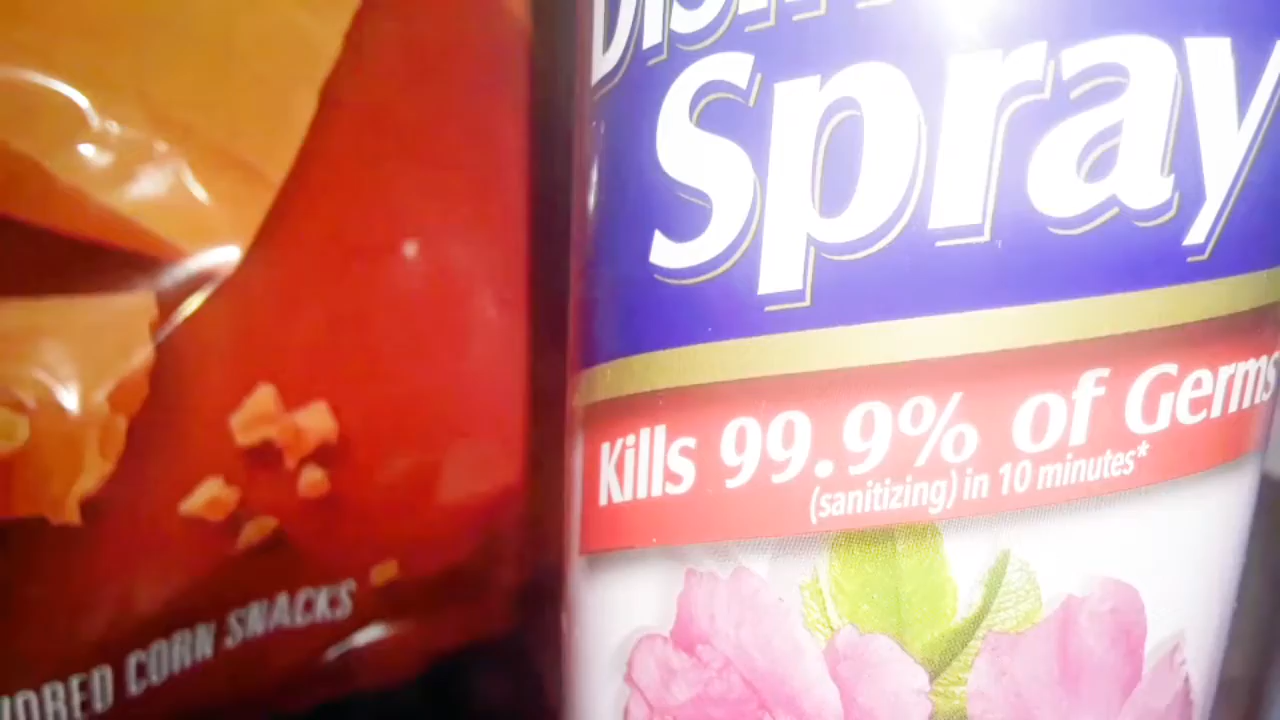 Spray
Kills 99.9% of Germs
(sanitizing) in 10 minutes*
CORN SNACKS